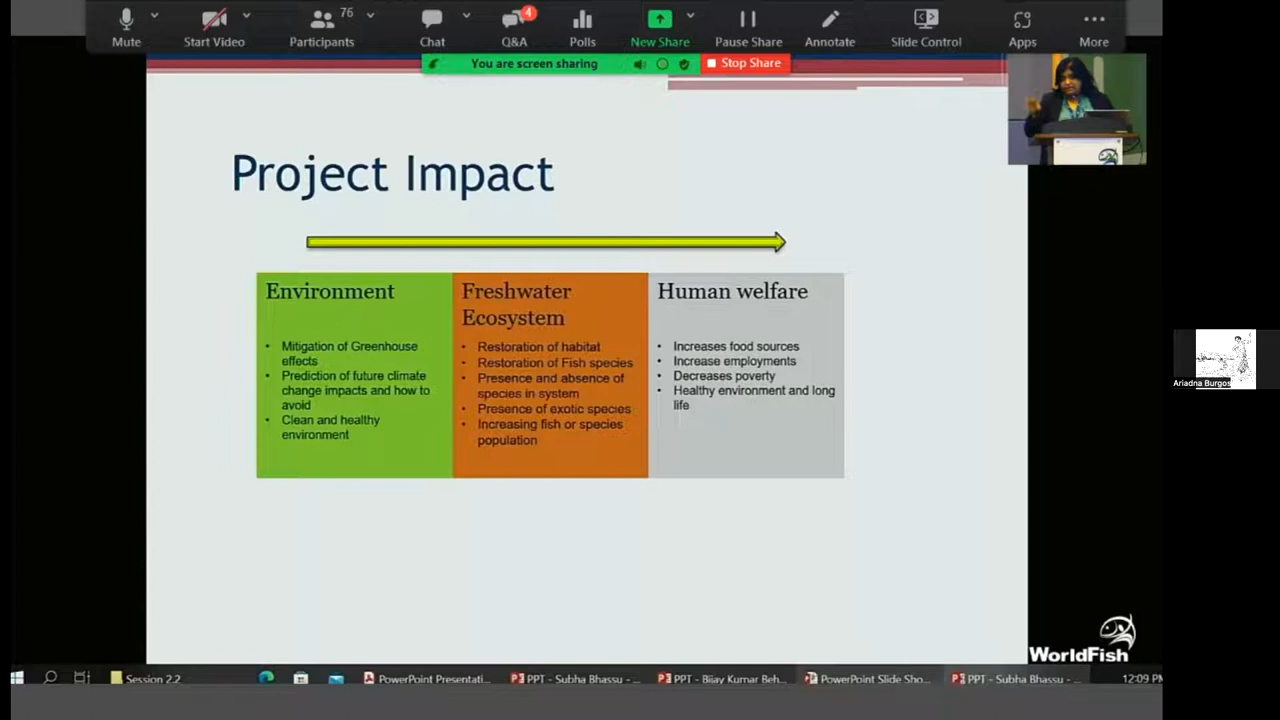 76
4
Mute
Start Video
Participants
Chat
Q&A
Polls
New Share
Pause Share
Annotate
Slide Control
Apps
More
You are screen sharing
Stop Share
Project Impact
Environment
• Mitigation of Greenhouse
effects
• Prediction of future climate
change impacts and how to
avoid
• Clean and healthy
environment
Freshwater
Ecosystem
• Restoration of habitat
• Restoration of Fish species
• Presence and absence of
species in system
• Presence of exotic species
• Increasing fish or species
population
Human welfare
• Increases food sources
• Increase employments
• Decreases poverty
• Healthy environment and long
life
Ariadna Burgos
WorldFish
Session 2.2
PowerPoint Presentati...
PPT - Subha Bhassu - ...
PPT - Bijay Kumar Beh...
PowerPoint Slide Sho...
PPT - Subha Bhassu - ...
12:09 PM